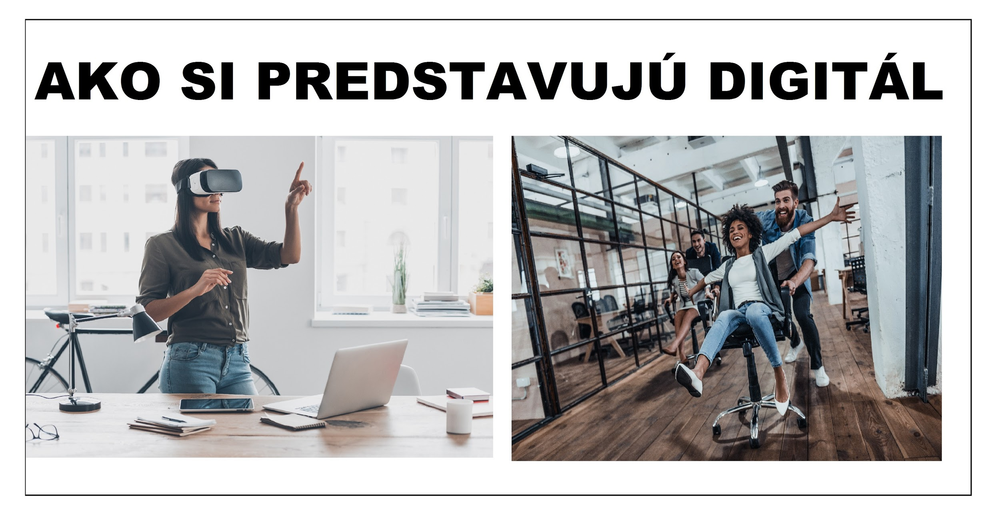 AKO SI PREDSTAVUJÚ DIGITÁL